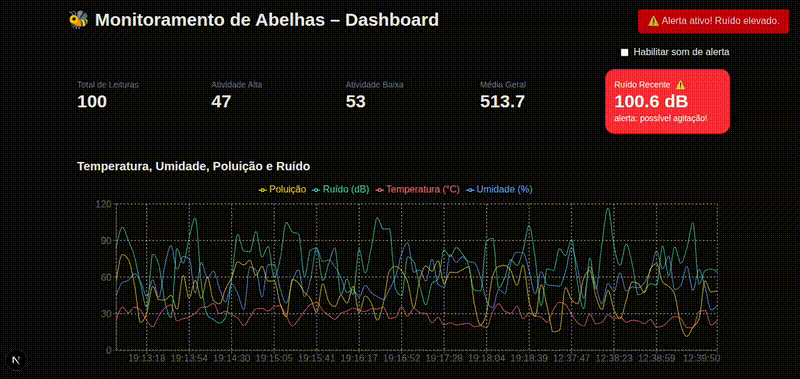 🐝 Monitoramento de Abelhas – Dashboard
⚠️ Alerta ativo! Ruído elevado.
Habilitar som de alerta
Total de Leituras
100
Atividade Alta
47
Atividade Baixa
53
Média Geral
513.7
Ruído Recente ⚠️
100.6 dB
alerta: possível agitação!
Temperatura, Umidade, Poluição e Ruído
Poluição Ruído (dB) Temperatura (°C) Umidade (%)
120
90
60
30
0
19:13:18 19:13:54 19:14:30 19:15:05 19:15:41 19:16:17 19:16:52 19:17:28 19:18:04 19:18:39 12:37:47 12:38:23 12:38:59 12:39:50
N